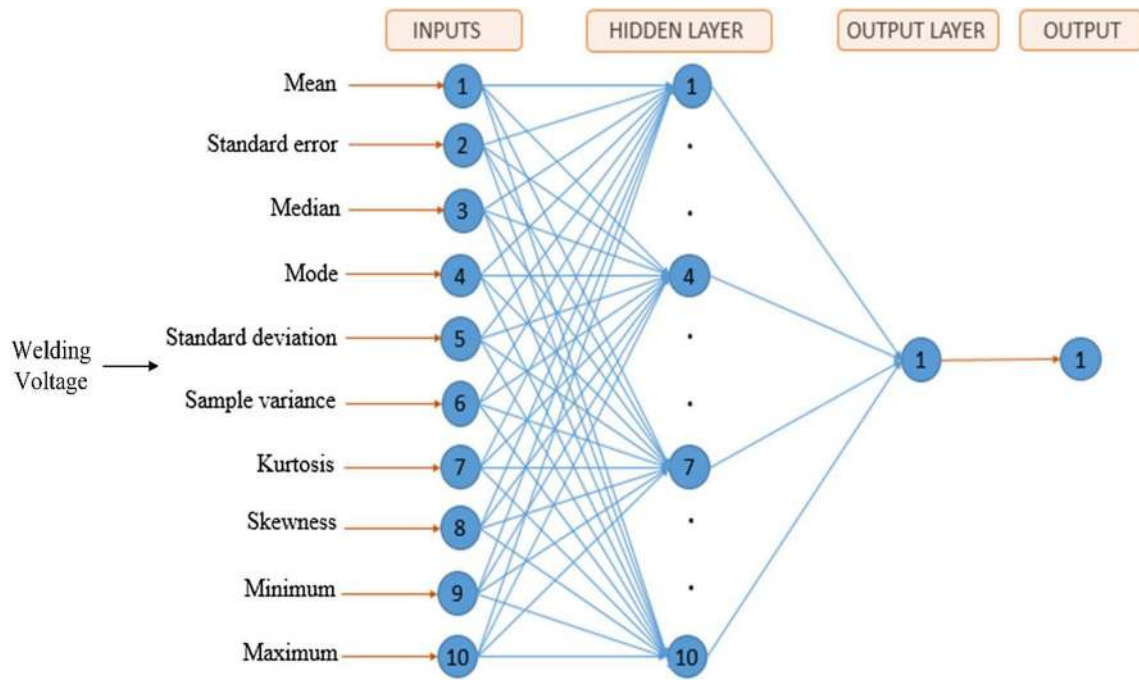 INPUTS
HIDDEN LAYER
OUTPUT LAYER
OUTPUT
Mean
1
1
Standard error
2
Median
3
Mode
4
4
Standard deviation
5
Welding
Voltage
1
1
Sample variance
6
Kurtosis
7
7
Skewness
8
Minimum
9
Maximum
10
10